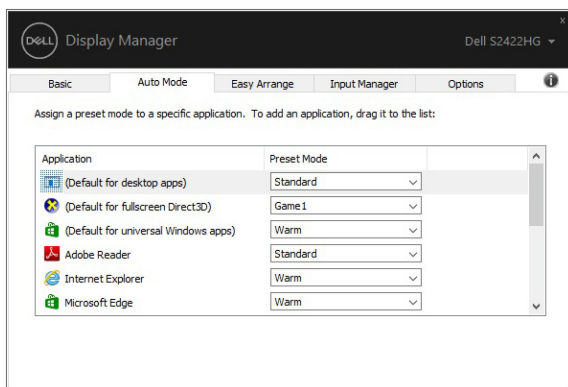 DELL Display Manager Dell S2422HG
x
Basic Auto Mode Easy Arrange Input Manager Options i
Assign a preset mode to a specific application. To add an application, drag it to the list:
Application Preset Mode
(Default for desktop apps) Standard
(Default for fullscreen Direct3D) Game1
(Default for universal Windows apps) Warm
Adobe Reader Standard
Internet Explorer Warm
Microsoft Edge Warm